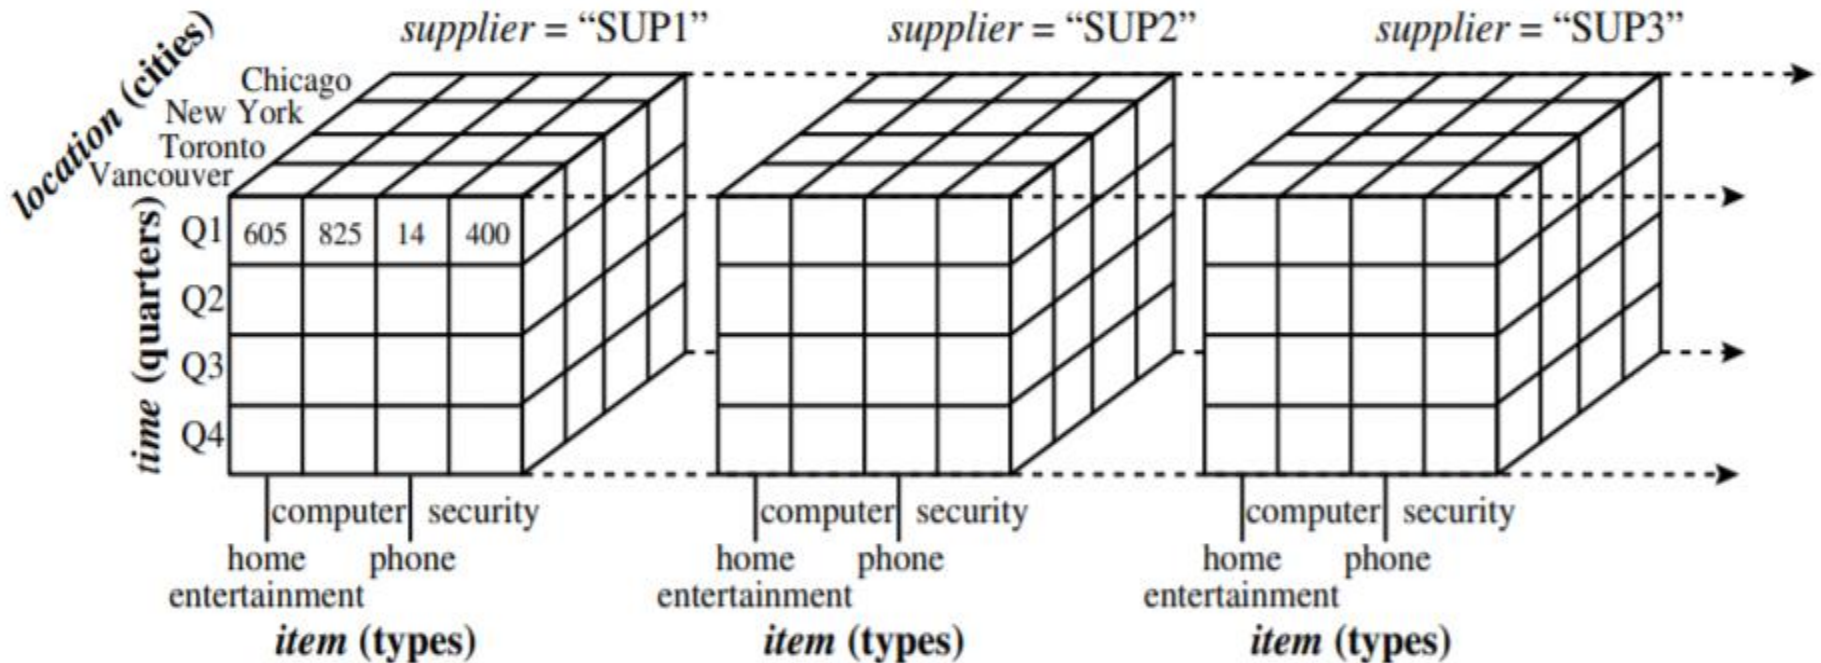 supplier = “SUP1”
supplier = “SUP2”
supplier = “SUP3”
location (cities)
Chicago
New York
Toronto
Vancouver
time (quarters)
Q1 605 825 14 400
Q2
Q3
Q4
computer security
home phone
entertainment
item (types)
computer security
home phone
entertainment
item (types)
computer security
home phone
entertainment
item (types)